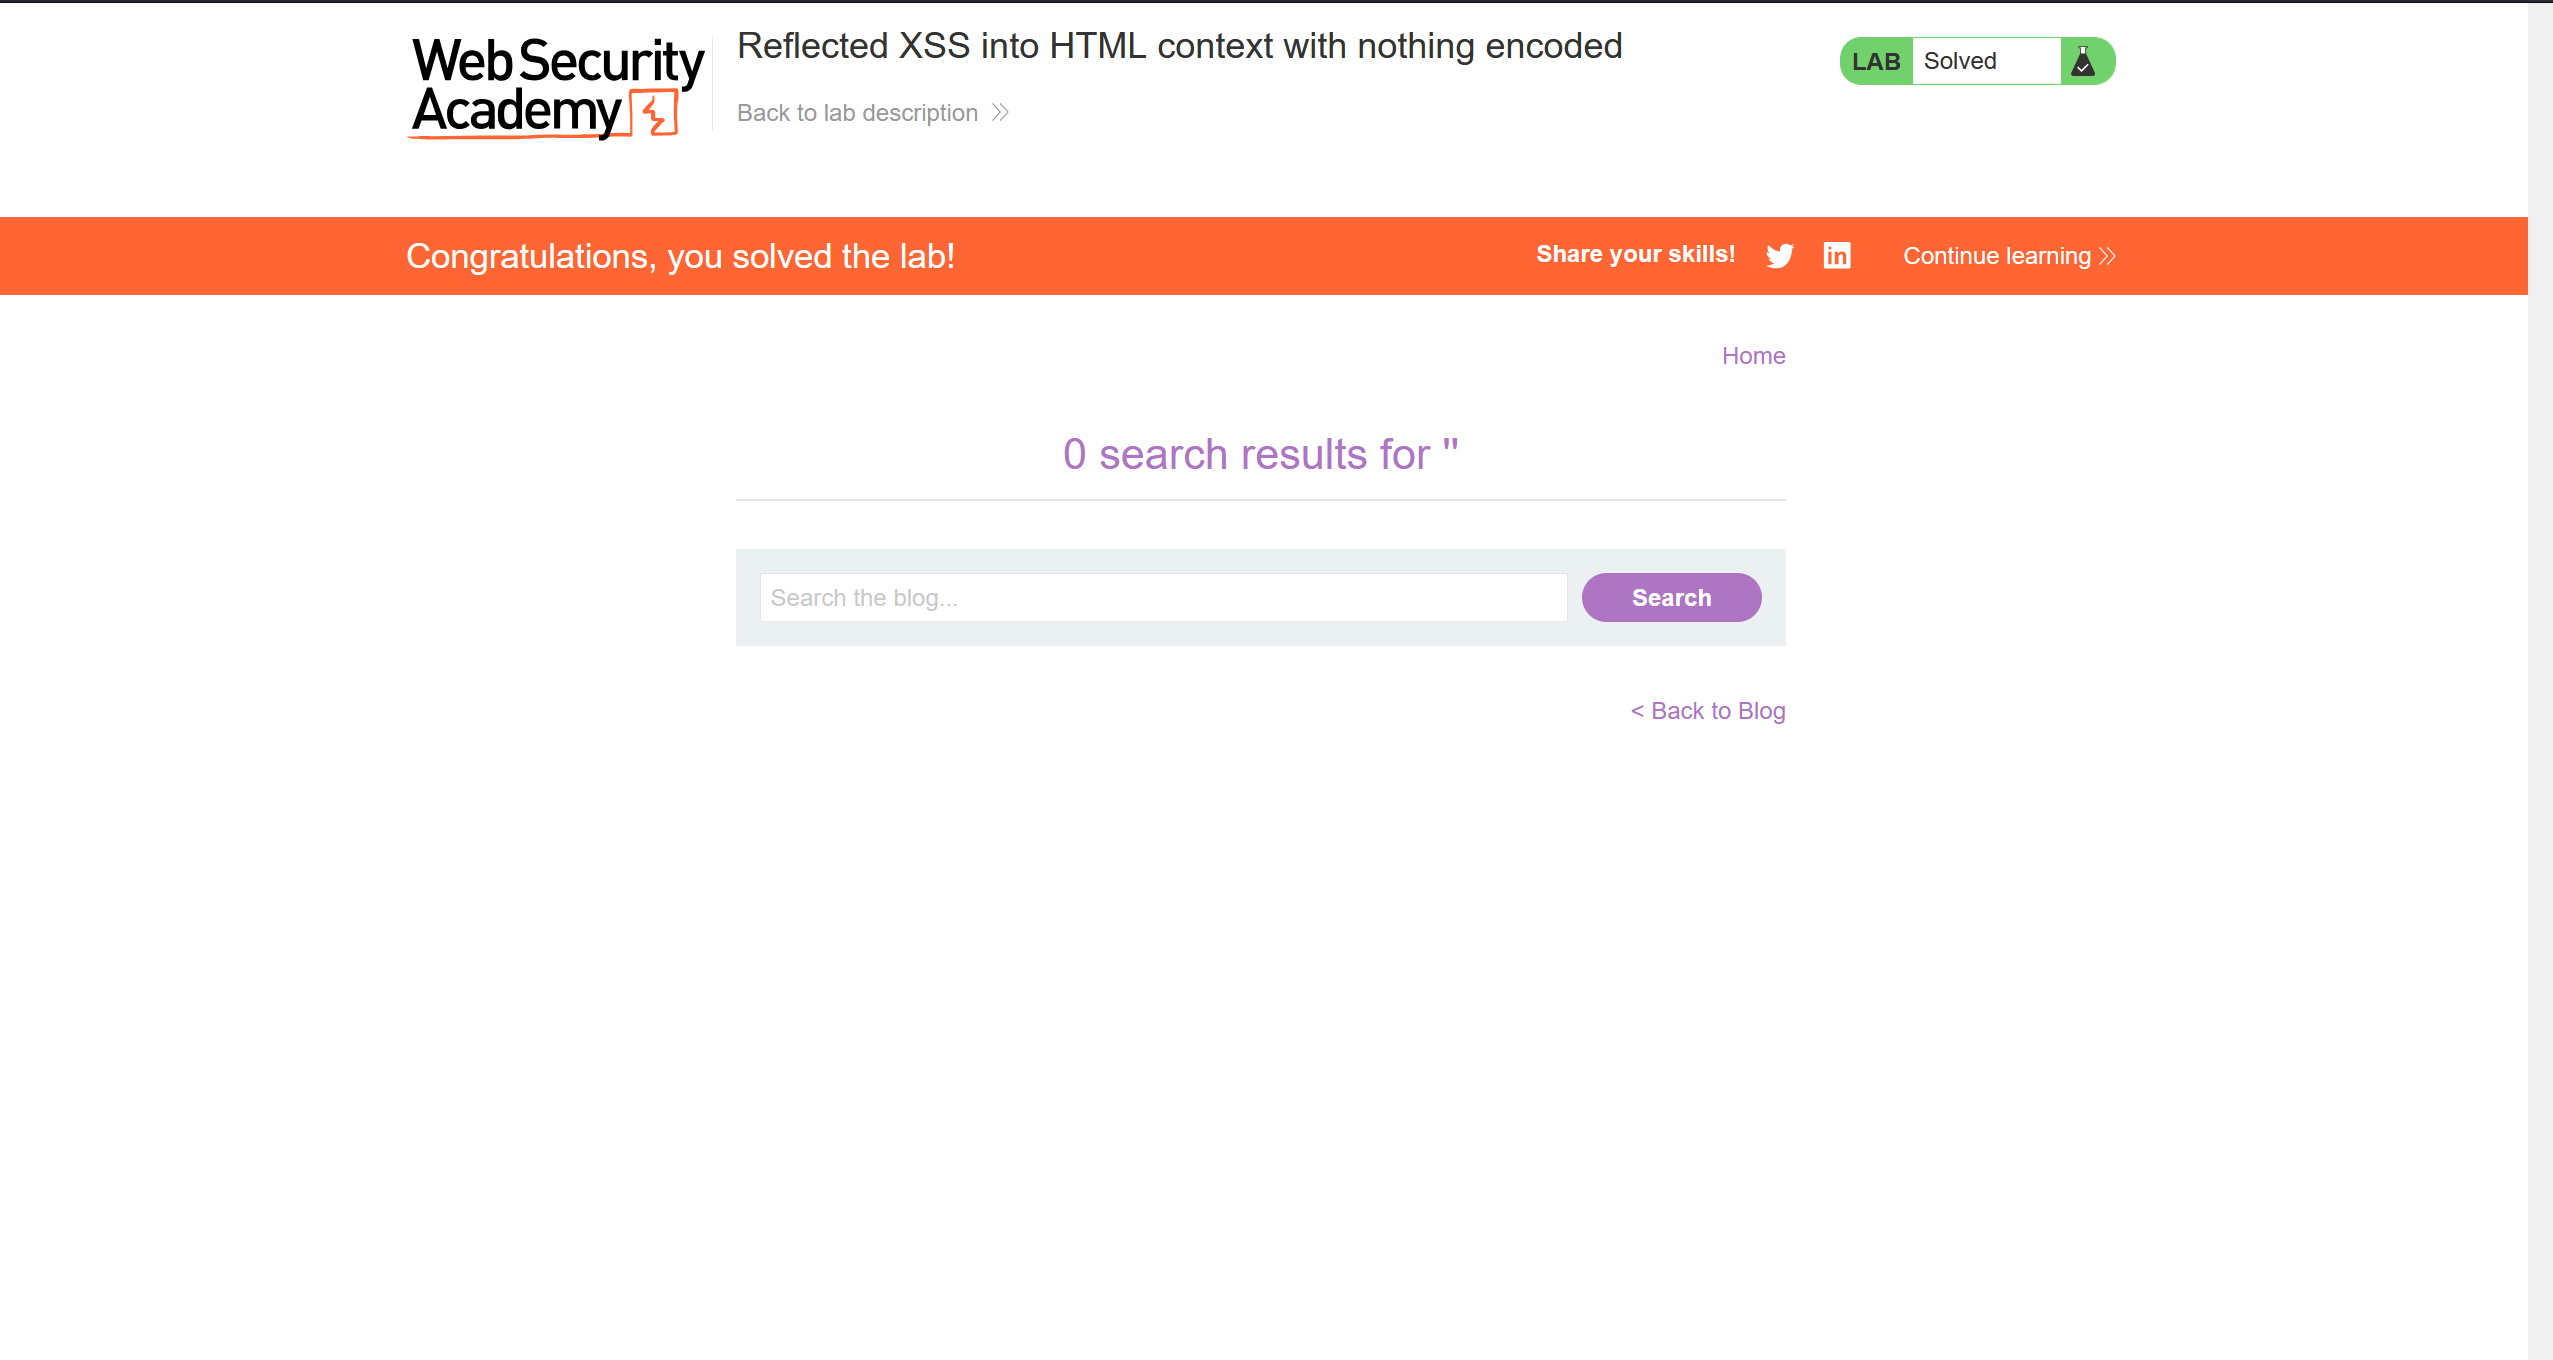 Web Security
Academy
Reflected XSS into HTML context with nothing encoded
Back to lab description
LAB Solved
Congratulations, you solved the lab!
Share your skills!
Continue learning
Home
0 search results for ''
Search the blog...
Search
< Back to Blog